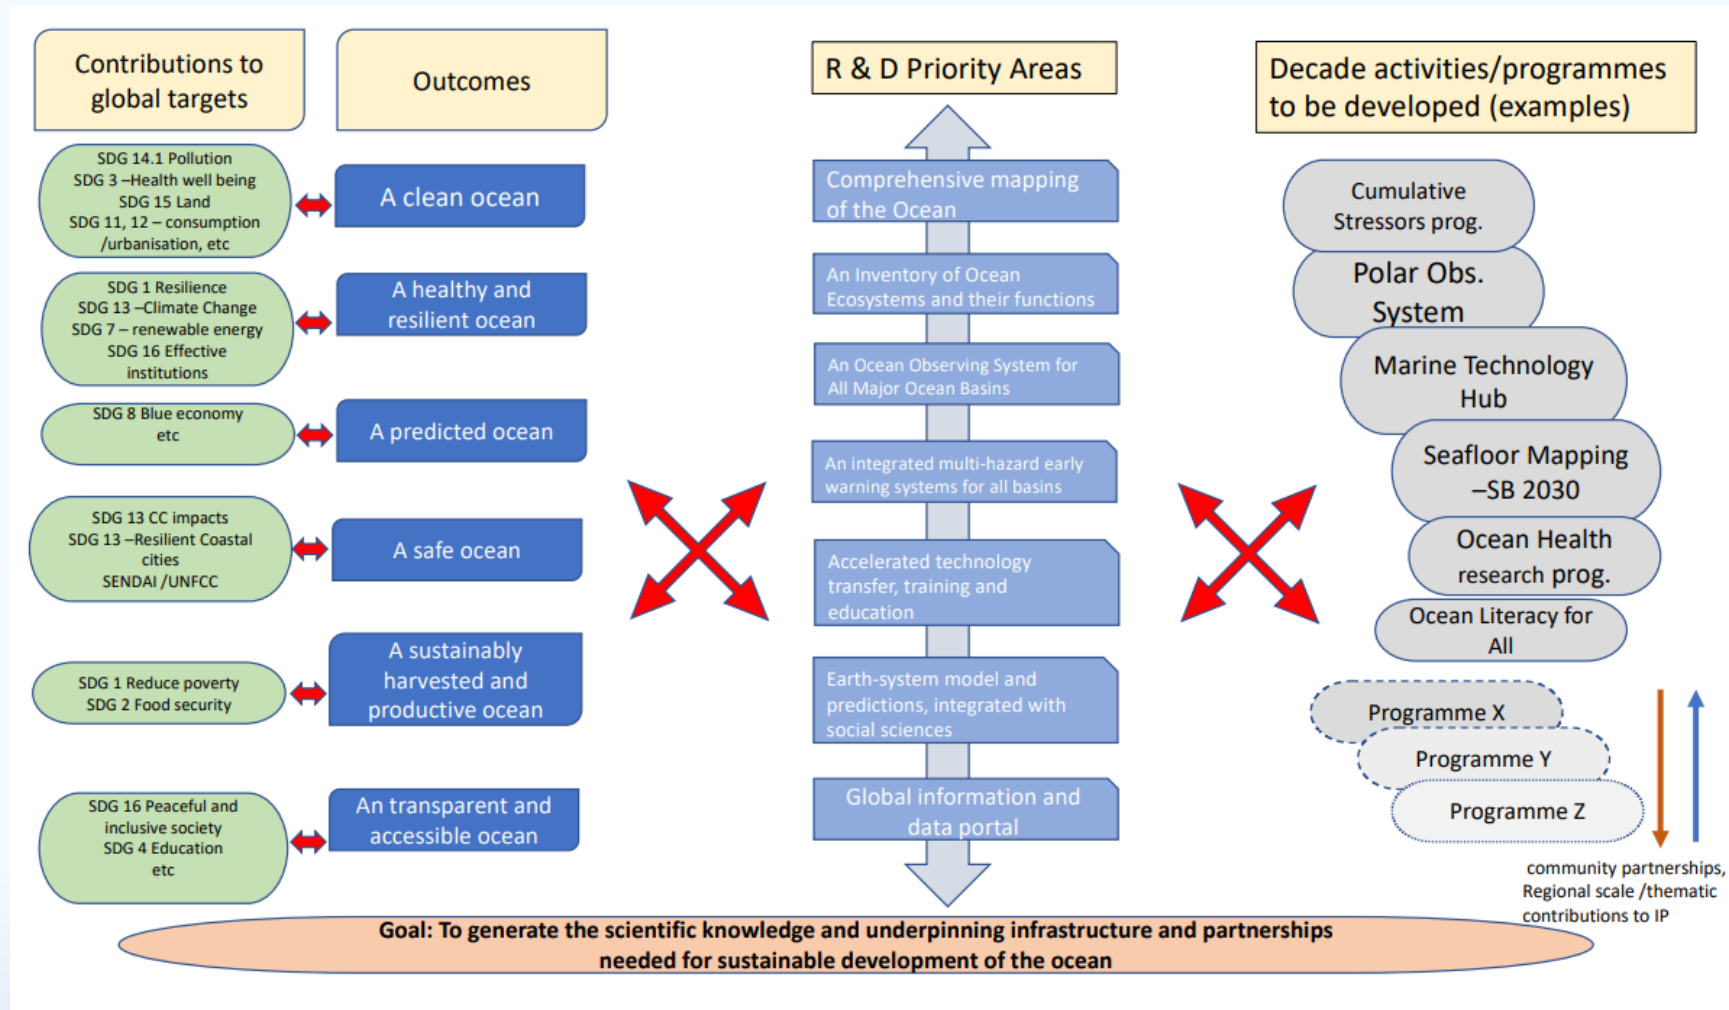 Contributions to
global targets
Outcomes
R & D Priority Areas
Decade activities/programmes
to be developed (examples)
SDG 14.1 Pollution
SDG 3 –Health well being
SDG 15 Land
SDG 11, 12 – consumption
/urbanisation, etc
A clean ocean
SDG 1 Resilience
SDG 13 –Climate Change
SDG 7 – renewable energy
SDG 16 Effective
institutions
A healthy and
resilient ocean
SDG 8 Blue economy
etc
A predicted ocean
SDG 13 CC impacts
SDG 13 –Resilient Coastal
cities
SENDAI /UNFCC
A safe ocean
SDG 1 Reduce poverty
SDG 2 Food security
A sustainably
harvested and
productive ocean
SDG 16 Peaceful and
inclusive society
SDG 4 Education
etc
An transparent and
accessible ocean
Comprehensive mapping
of the Ocean
An Inventory of Ocean
Ecosystems and their functions
An Ocean Observing System for
All Major Ocean Basins
An integrated multi-hazard early
warning systems for all basins
Accelerated technology
transfer, training and
education
Earth-system model and
predictions, integrated with
social sciences
Global information and
data portal
Cumulative
Stressors prog.
Polar Obs.
System
Marine Technology
Hub
Seafloor Mapping
–SB 2030
Ocean Health
research prog.
Ocean Literacy for
All
Programme X
Programme Y
Programme Z
community partnerships,
Regional scale /thematic
contributions to IP
Goal: To generate the scientific knowledge and underpinning infrastructure and partnerships
needed for sustainable development of the ocean